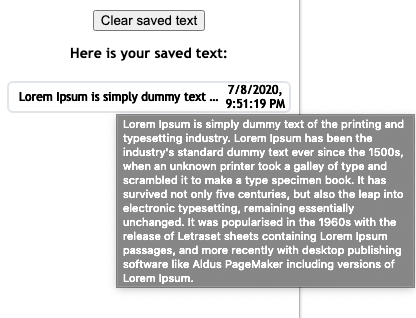 Clear saved text
Here is your saved text:
Lorem Ipsum is simply dummy text ...
7/8/2020,
9:51:19 PM
Lorem Ipsum is simply dummy text of the printing and
typesetting industry. Lorem Ipsum has been the
industry's standard dummy text ever since the 1500s,
when an unknown printer took a galley of type and
scrambled it to make a type specimen book. It has
survived not only five centuries, but also the leap into
electronic typesetting, remaining essentially
unchanged. It was popularised in the 1960s with the
release of Letraset sheets containing Lorem Ipsum
passages, and more recently with desktop publishing
software like Aldus PageMaker including versions of
Lorem Ipsum.